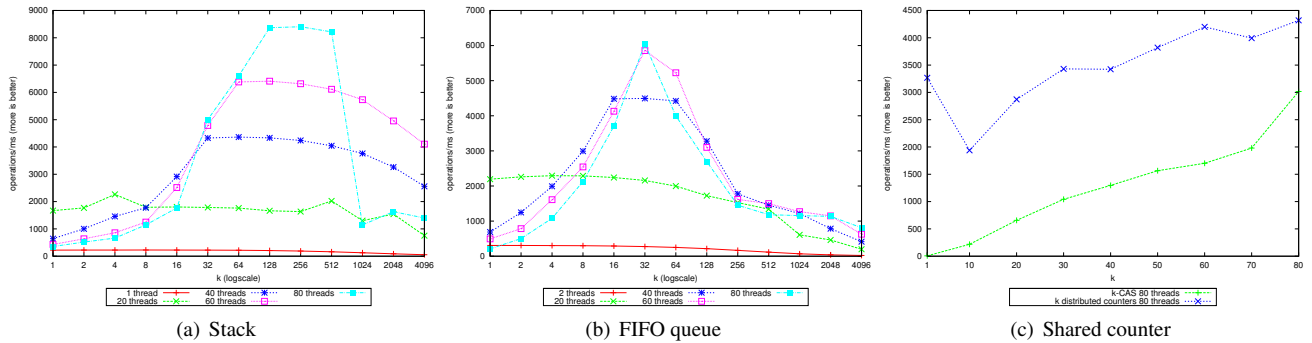 operations/ms (more is better)
9000
8000
7000
6000
5000
4000
3000
2000
1000
0
1 2 4 8 16 32 64 128 256 512 1024 2048 4096
k (logscale)
1 thread 40 threads 80 threads
20 threads 60 threads
(a) Stack
operations/ms (more is better)
7000
6000
5000
4000
3000
2000
1000
0
1 2 4 8 16 32 64 128 256 512 1024 2048 4096
k (logscale)
2 threads 40 threads 80 threads
20 threads 60 threads
(b) FIFO queue
operations/ms (more is better)
4500
4000
3500
3000
2500
2000
1500
1000
500
0
1 10 20 30 40 50 60 70 80
k
k-CAS 80 threads
k distributed counters 80 threads
(c) Shared counter